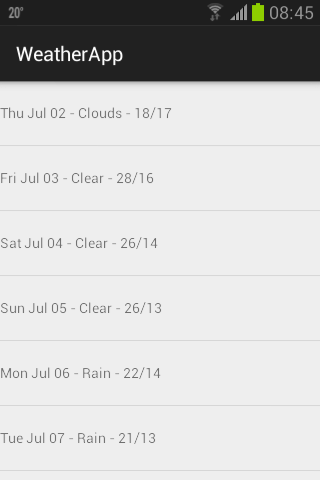 20° 08:45
WeatherApp
Thu Jul 02 - Clouds - 18/17
Fri Jul 03 - Clear - 28/16
Sat Jul 04 - Clear - 26/14
Sun Jul 05 - Clear - 26/13
Mon Jul 06 - Rain - 22/14
Tue Jul 07 - Rain - 21/13